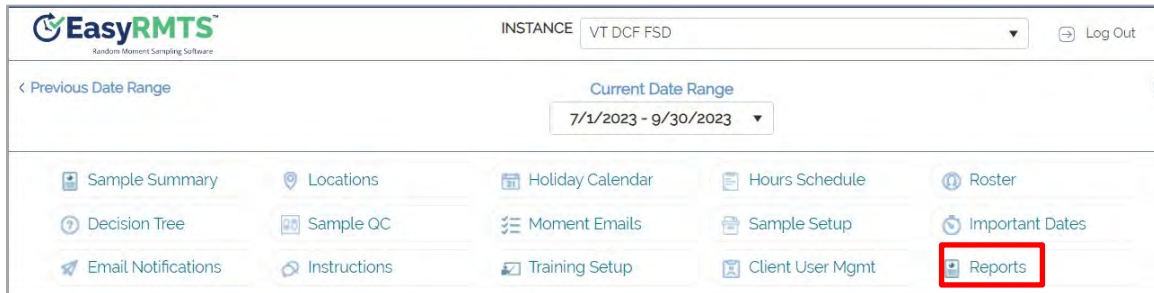 EasyRMTS™
Random Moment Sampling Software
INSTANCE VT DCF FSD
Log Out
< Previous Date Range
Current Date Range
7/1/2023 - 9/30/2023
Sample Summary Locations Holiday Calendar Hours Schedule Roster
Decision Tree Sample QC Moment Emails Sample Setup Important Dates
Email Notifications Instructions Training Setup Client User Mgmt Reports